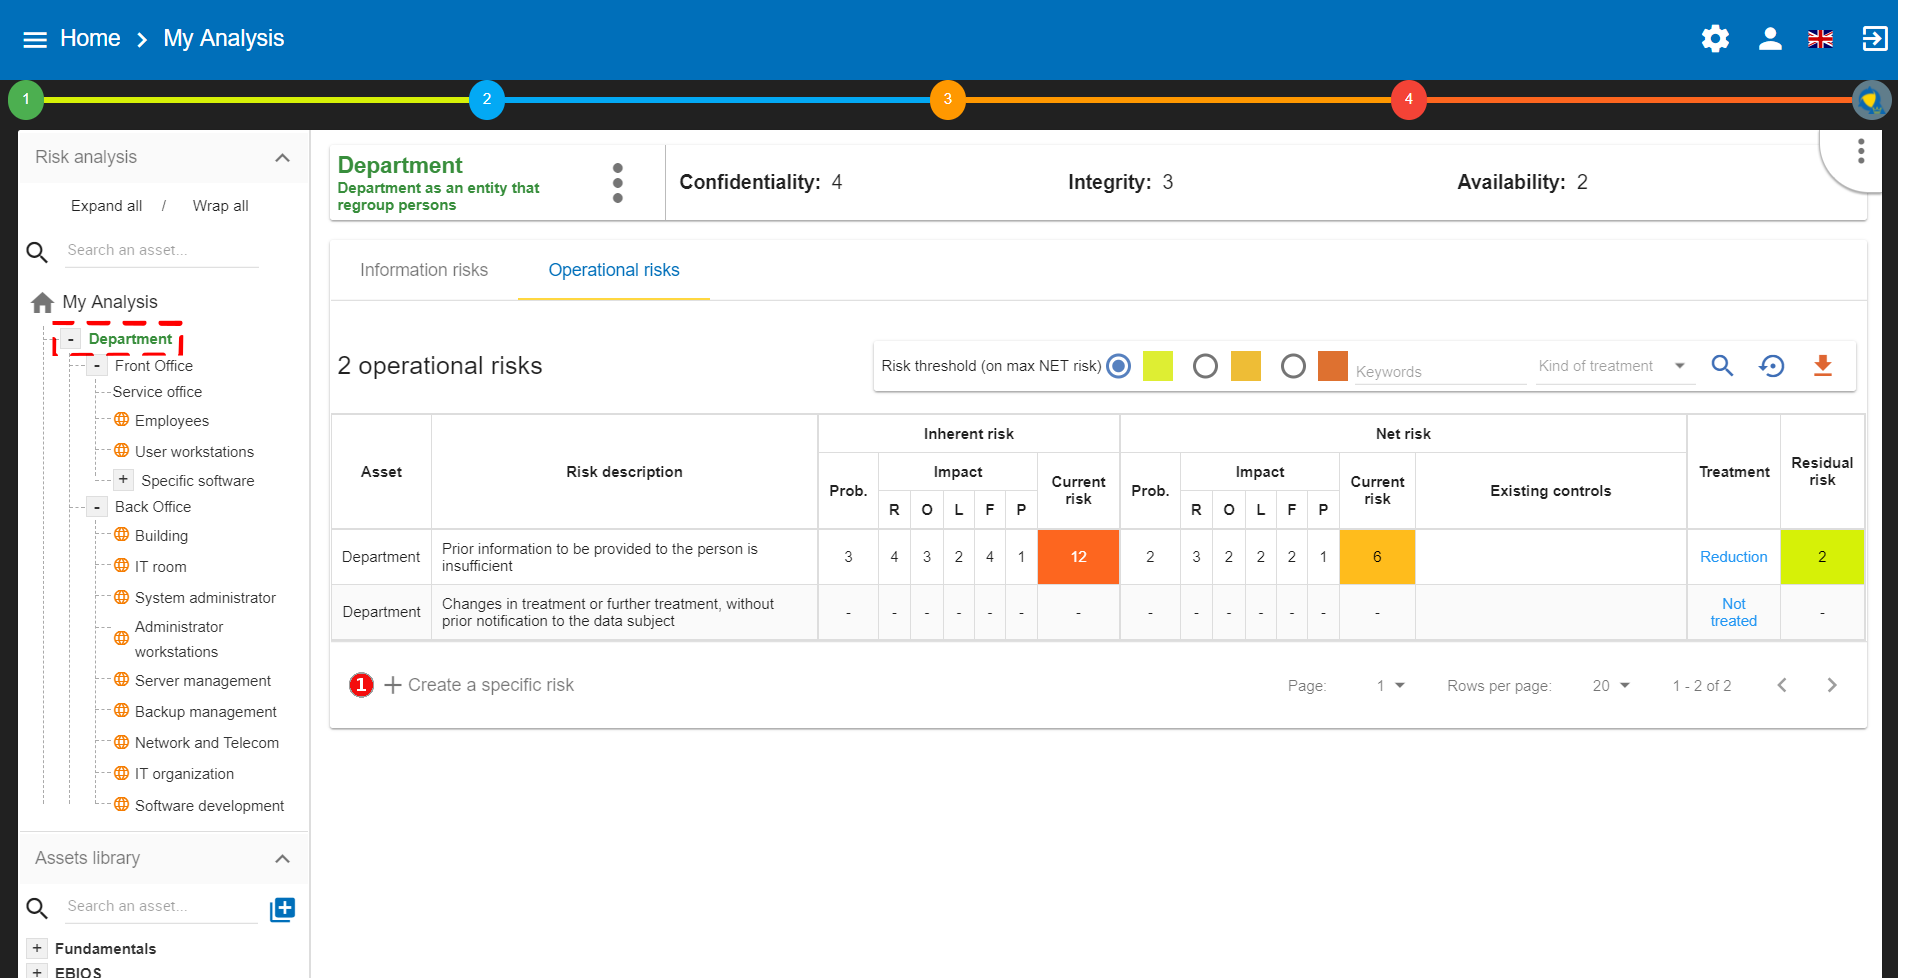 Home > My Analysis
1 2 3 4
Risk analysis
Expand all / Wrap all
Search an asset...
My Analysis
- Department
- Front Office
Service office
Employees
User workstations
+ Specific software
- Back Office
Building
IT room
System administrator
Administrator
workstations
Server management
Backup management
Network and Telecom
IT organization
Software development
Assets library
Search an asset...
+ Fundamentals
+ EBIOS
Department
Department as an entity that
regroup persons
Confidentiality: 4 Integrity: 3 Availability: 2
Information risks Operational risks
2 operational risks
Risk threshold (on max NET risk) Keywords Kind of treatment
Asset Risk description Inherent risk Net risk Treatment Residual
risk
Prob. Impact Current
risk Prob. Impact Current
risk Existing controls
R O L F P R O L F P
Department Prior information to be provided to the person is
insufficient 3 4 3 2 4 1 12 2 3 2 2 2 1 6 Reduction 2
Department Changes in treatment or further treatment, without
prior notification to the data subject - - - - - - - - - - - - - - Not
treated -
1 + Create a specific risk
Page: 1 Rows per page: 20 1 - 2 of 2